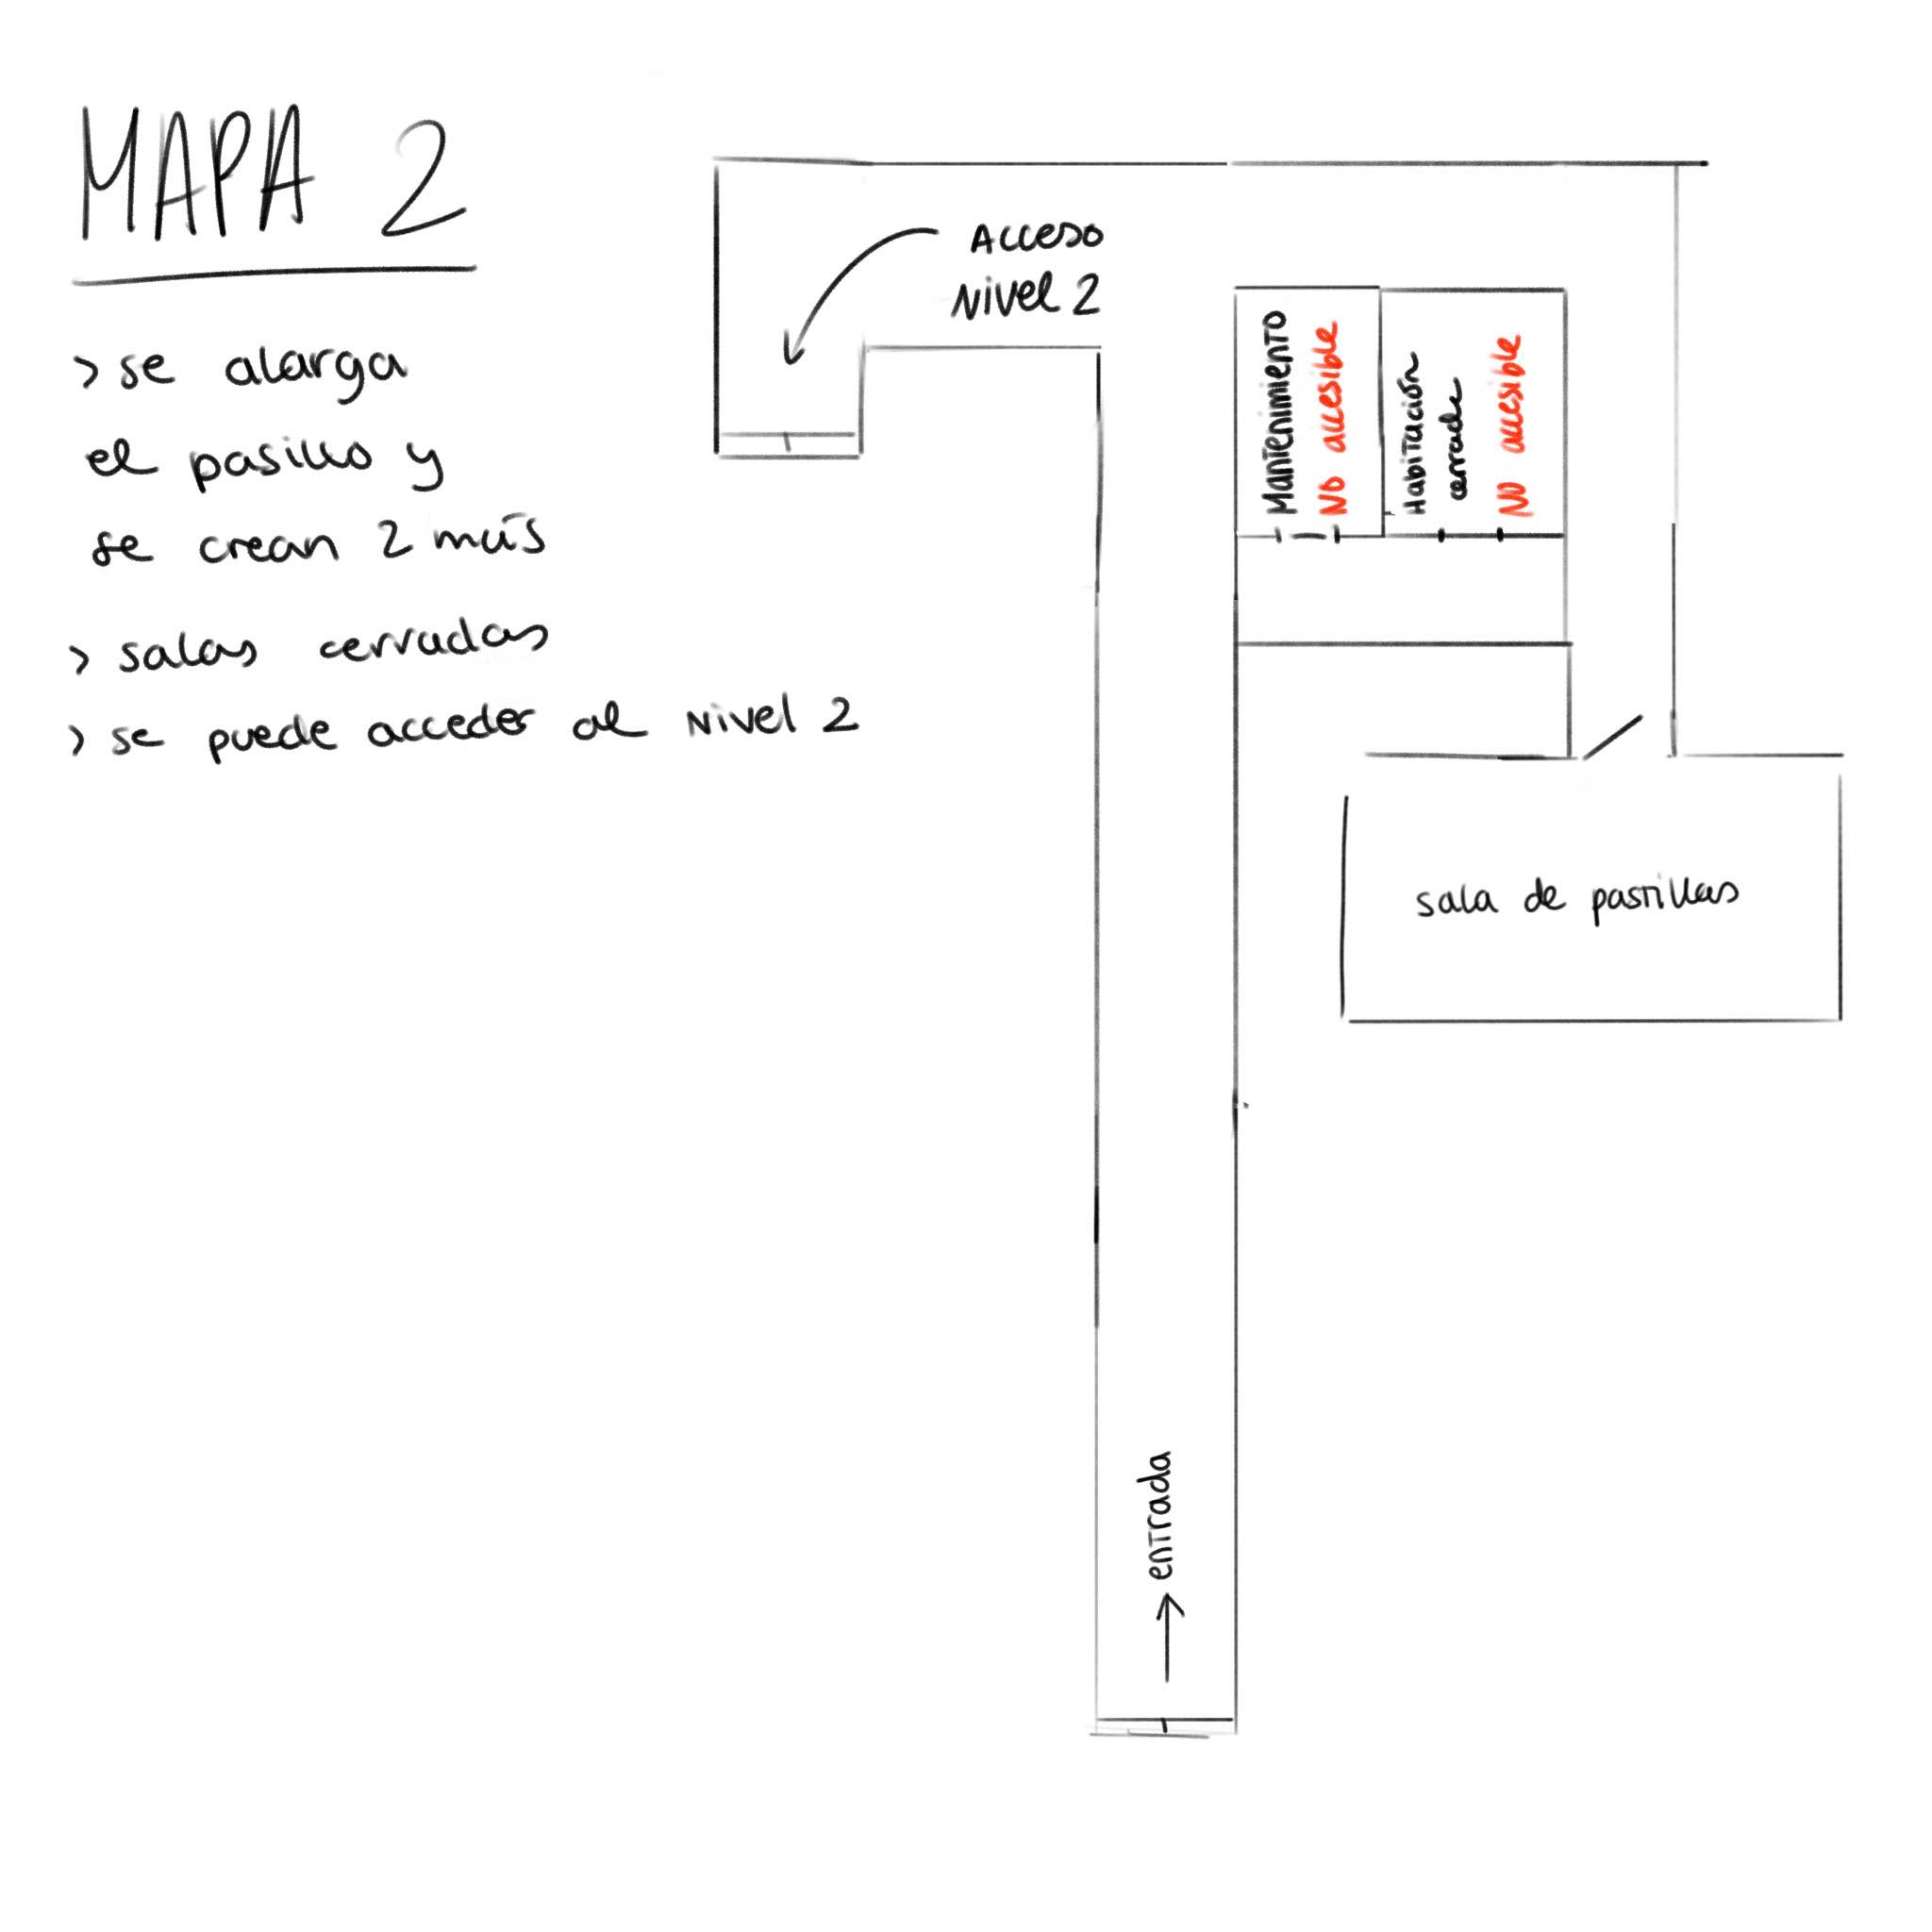 MAPA 2
> se alarga
el pasillo y
se crean 2 más
> salas cerradas
> se puede acceder al nivel 2
Acceso
Nivel 2
Mantenimiento
No accesible
Habitación
cerrada
No accesible
sala de pastillas
entrada